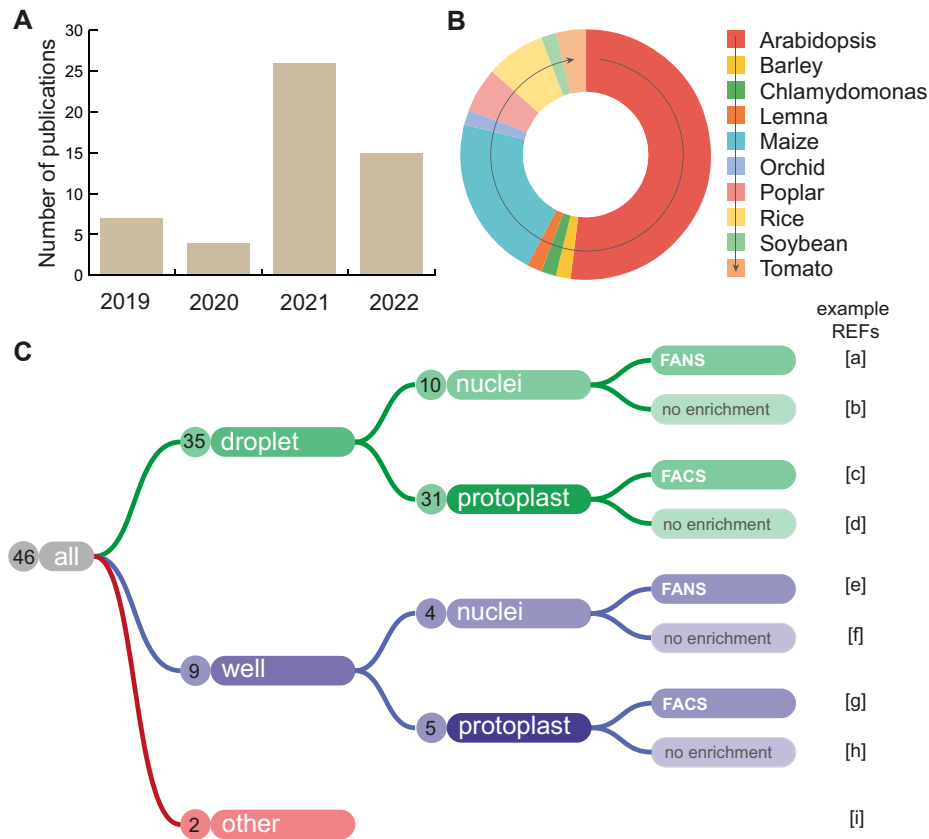 A
Number of publications
30
25
20
15
10
5
0
2019 2020 2021 2022
B
Arabidopsis
Barley
Chlamydomonas
Lemna
Maize
Orchid
Poplar
Rice
Soybean
Tomato
C
example
REFs
46 all
35 droplet
10 nuclei
FANS [a]
no enrichment [b]
31 protoplast
FACS [c]
no enrichment [d]
9 well
4 nuclei
FANS [e]
no enrichment [f]
5 protoplast
FACS [g]
no enrichment [h]
2 other [i]